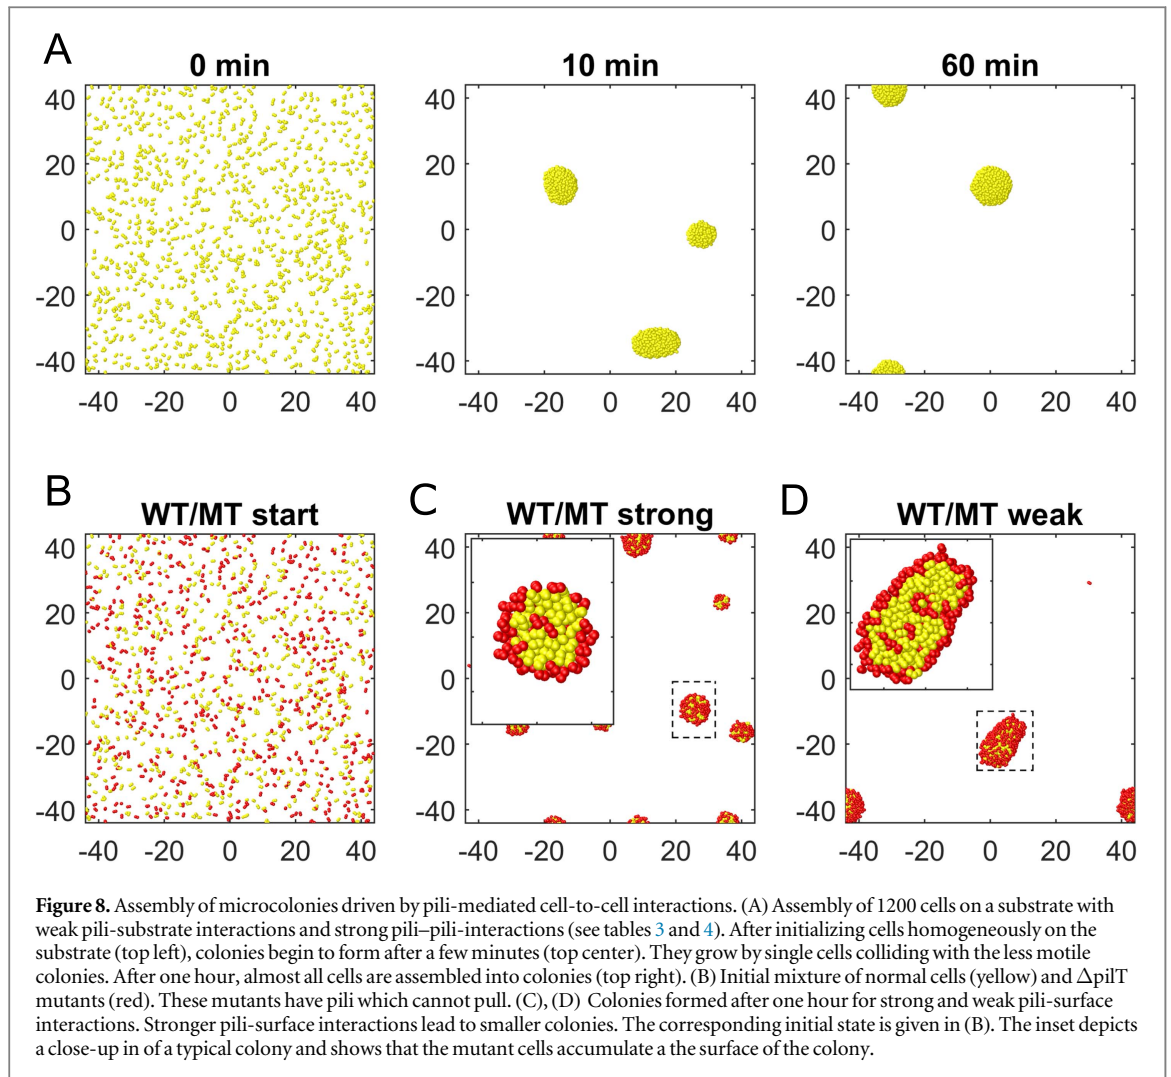 A
0 min
10 min
60 min
40
20
0
-20
-40
-40 -20 0 20 40
40
20
0
-20
-40
-40 -20 0 20 40
40
20
0
-20
-40
-40 -20 0 20 40
B
WT/MT start
C
WT/MT strong
D
WT/MT weak
40
20
0
-20
-40
-40 -20 0 20 40
40
20
0
-20
-40
-40 -20 0 20 40
40
20
0
-20
-40
-40 -20 0 20 40
Figure 8. Assembly of microcolonies driven by pili-mediated cell-to-cell interactions. (A) Assembly of 1200 cells on a substrate with
weak pili-substrate interactions and strong pili–pili-interactions (see tables 3 and 4). After initializing cells homogeneously on the
substrate (top left), colonies begin to form after a few minutes (top center). They grow by single cells colliding with the less motile
colonies. After one hour, almost all cells are assembled into colonies (top right). (B) Initial mixture of normal cells (yellow) and ΔpilT
mutants (red). These mutants have pili which cannot pull. (C), (D) Colonies formed after one hour for strong and weak pili-surface
interactions. Stronger pili-surface interactions lead to smaller colonies. The corresponding initial state is given in (B). The inset depicts
a close-up in of a typical colony and shows that the mutant cells accumulate a the surface of the colony.